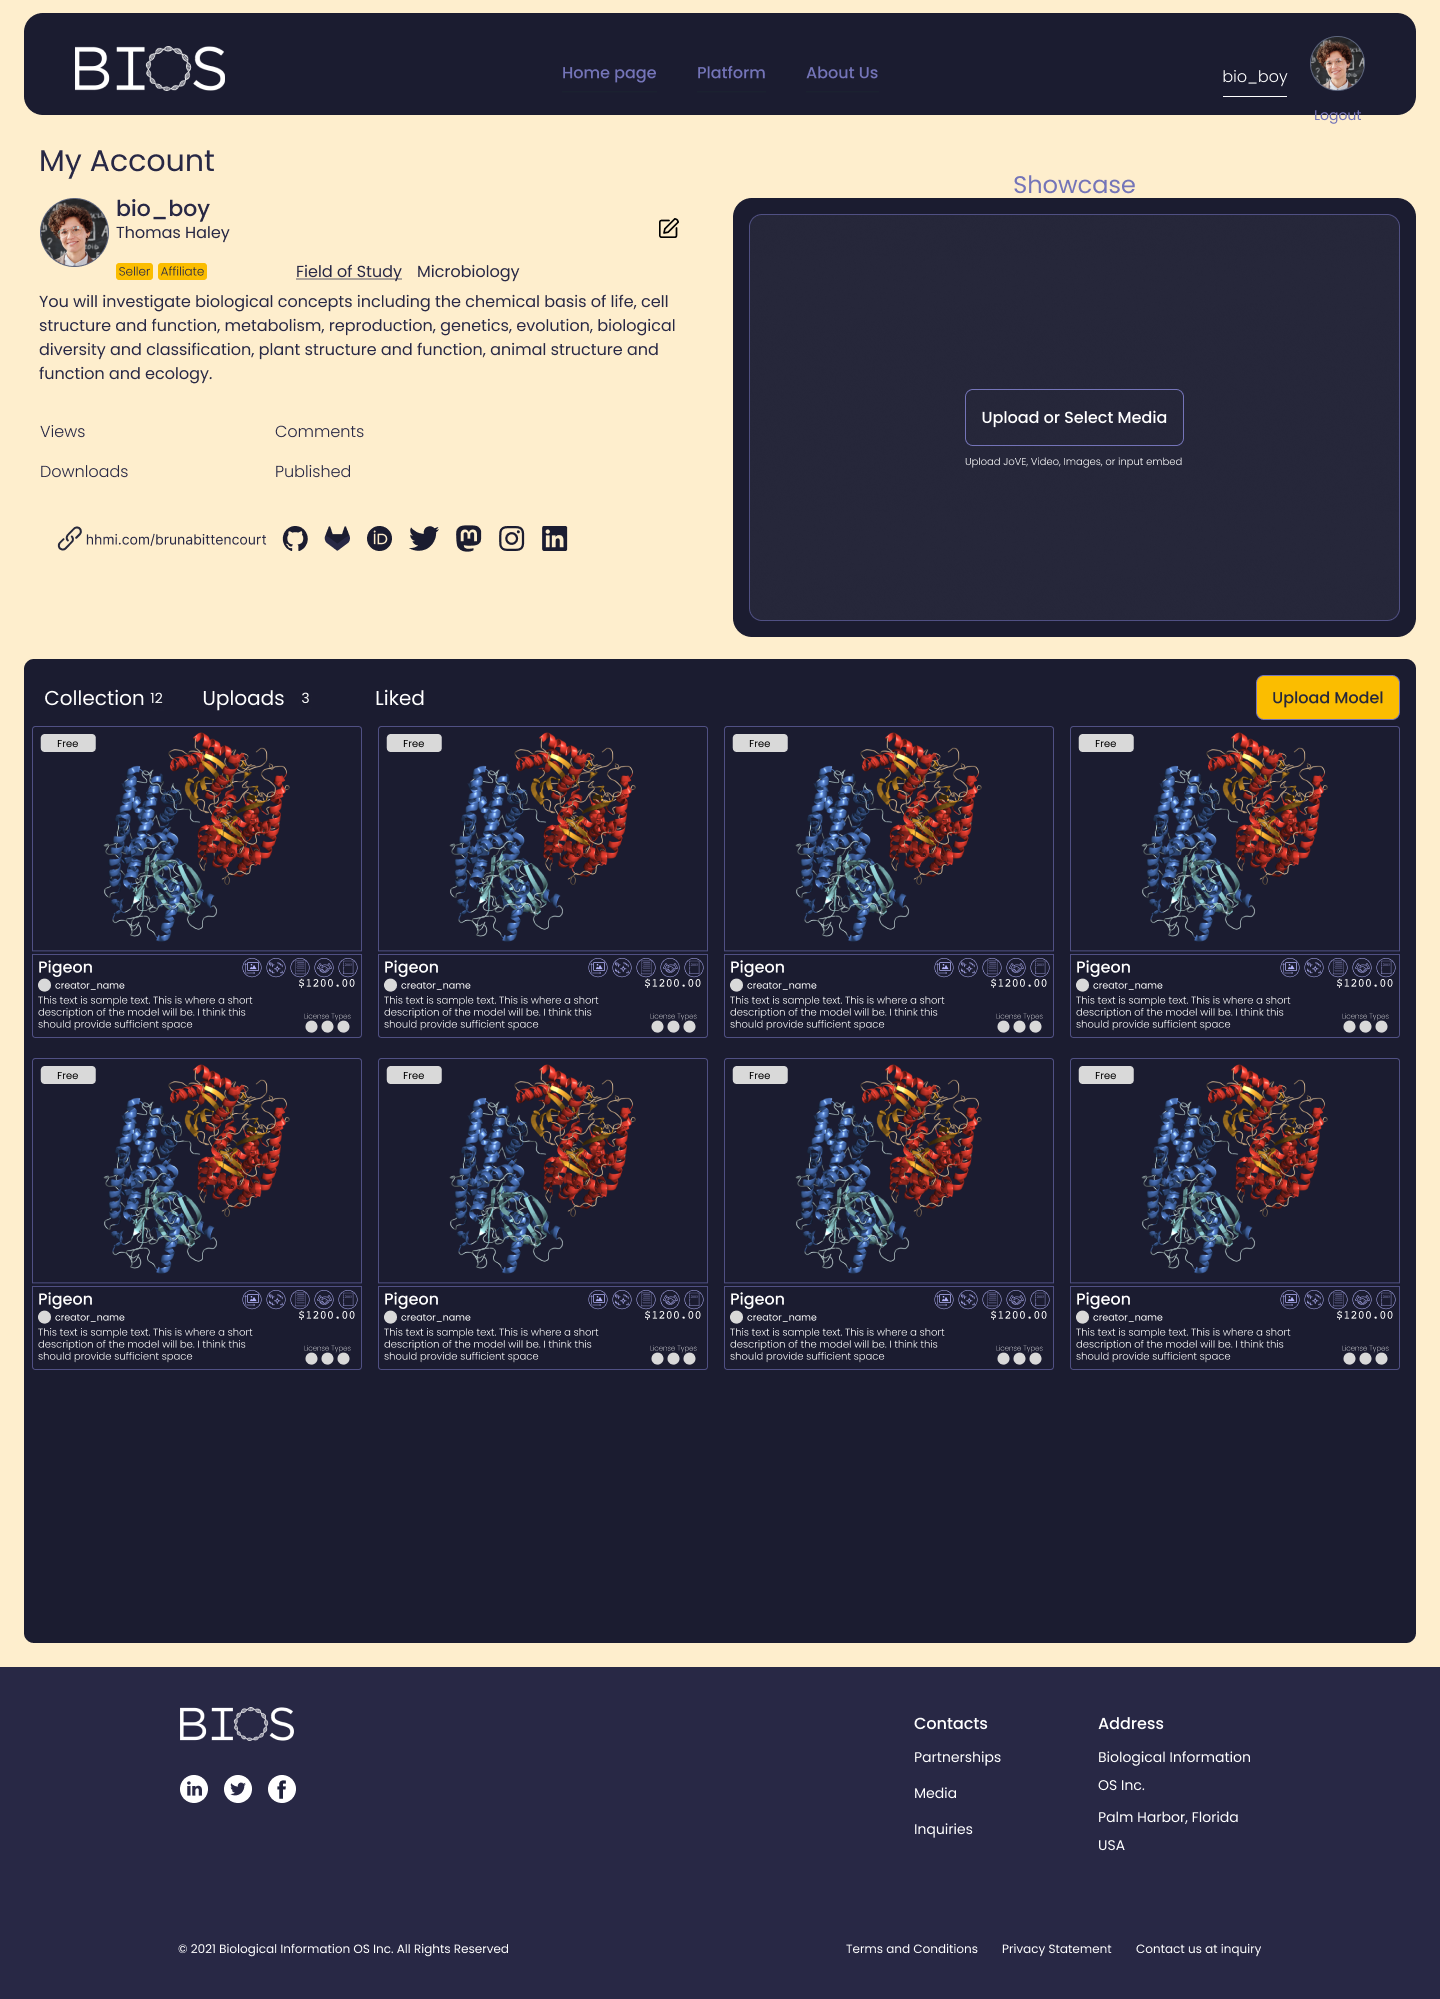 BIOS
Home page Platform About Us
bio_boy
Logout
My Account
Showcase
bio_boy
Thomas Haley
Seller Affiliate
Field of Study Microbiology
You will investigate biological concepts including the chemical basis of life, cell
structure and function, metabolism, reproduction, genetics, evolution, biological
diversity and classification, plant structure and function, animal structure and
function and ecology.
Views Comments
Downloads Published
hhmi.com/brunabittencourt iD
Upload or Select Media
Upload JoVE, Video, Images, or input embed
Collection 12 Uploads 3 Liked Upload Model
Free
Pigeon
creator_name $1200.00
This text is sample text. This is where a short
description of the model will be. I think this
should provide sufficient space
License Types
Free
Pigeon
creator_name $1200.00
This text is sample text. This is where a short
description of the model will be. I think this
should provide sufficient space
License Types
Free
Pigeon
creator_name $1200.00
This text is sample text. This is where a short
description of the model will be. I think this
should provide sufficient space
License Types
Free
Pigeon
creator_name $1200.00
This text is sample text. This is where a short
description of the model will be. I think this
should provide sufficient space
License Types
Free
Pigeon
creator_name $1200.00
This text is sample text. This is where a short
description of the model will be. I think this
should provide sufficient space
License Types
Free
Pigeon
creator_name $1200.00
This text is sample text. This is where a short
description of the model will be. I think this
should provide sufficient space
License Types
Free
Pigeon
creator_name $1200.00
This text is sample text. This is where a short
description of the model will be. I think this
should provide sufficient space
License Types
Free
Pigeon
creator_name $1200.00
This text is sample text. This is where a short
description of the model will be. I think this
should provide sufficient space
License Types
BIOS
Contacts
Partnerships
Media
Inquiries
Address
Biological Information
OS Inc.
Palm Harbor, Florida
USA
© 2021 Biological Information OS Inc. All Rights Reserved
Terms and Conditions Privacy Statement Contact us at inquiry